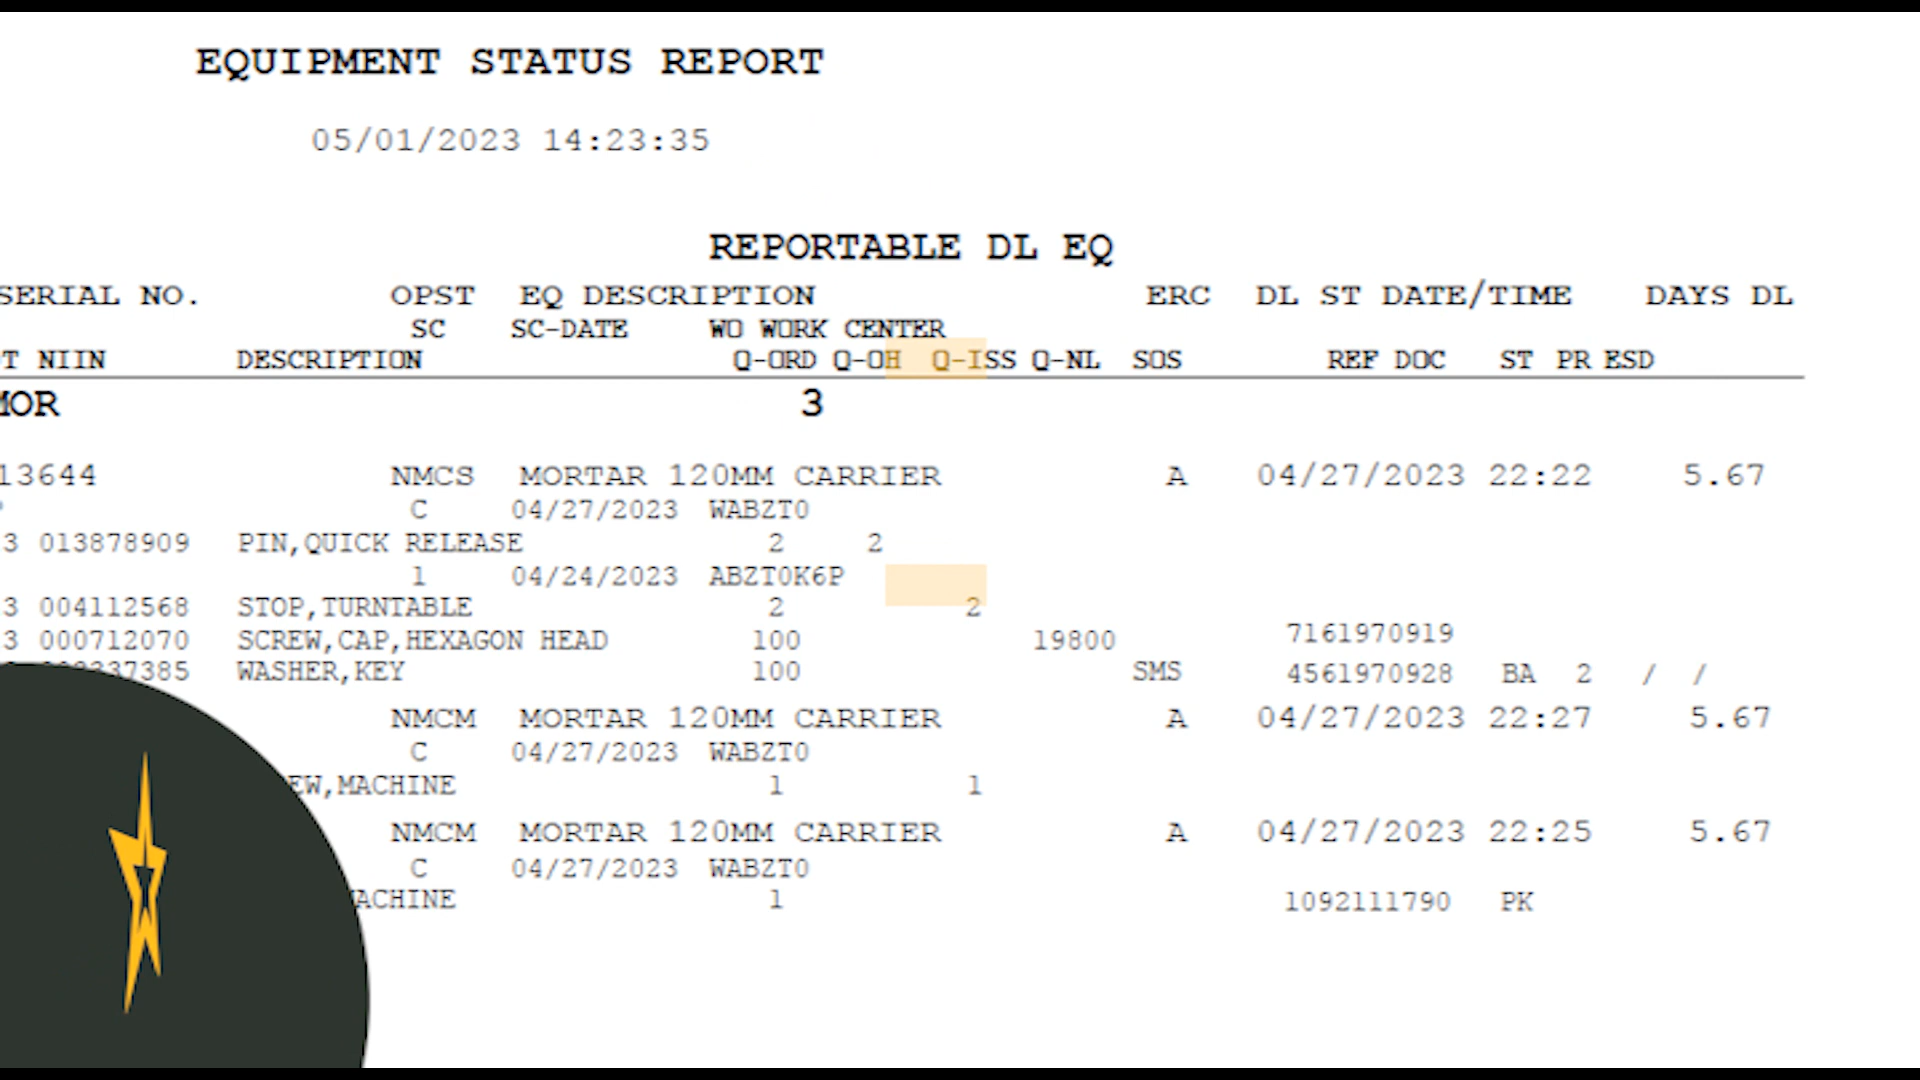 EQUIPMENT STATUS REPORT
05/01/2023 14:23:35
REPORTABLE DL EQ
SERIAL NO. OPST EQ DESCRIPTION ERC DL ST DATE/TIME DAYS DL
SC SC-DATE WO WORK CENTER
T NIIN DESCRIPTION Q-ORD Q-OH Q-ISS Q-NL SOS REF DOC ST PR ESD
MOR 3
13644 NMCS MORTAR 120MM CARRIER A 04/27/2023 22:22 5.67
C 04/27/2023 WABZT0
3 013878909 PIN,QUICK RELEASE 2 2
1 04/24/2023 ABZT0K6P
3 004112568 STOP,TURNTABLE 2 2
3 000712070 SCREW,CAP,HEXAGON HEAD 100 19800 7161970919
337385 WASHER,KEY 100 SMS 4561970928 BA 2 / /
NMCM MORTAR 120MM CARRIER A 04/27/2023 22:27 5.67
C 04/27/2023 WABZT0
EW,MACHINE 1 1
NMCM MORTAR 120MM CARRIER A 04/27/2023 22:25 5.67
C 04/27/2023 WABZT0
ACHINE 1 1092111790 PK